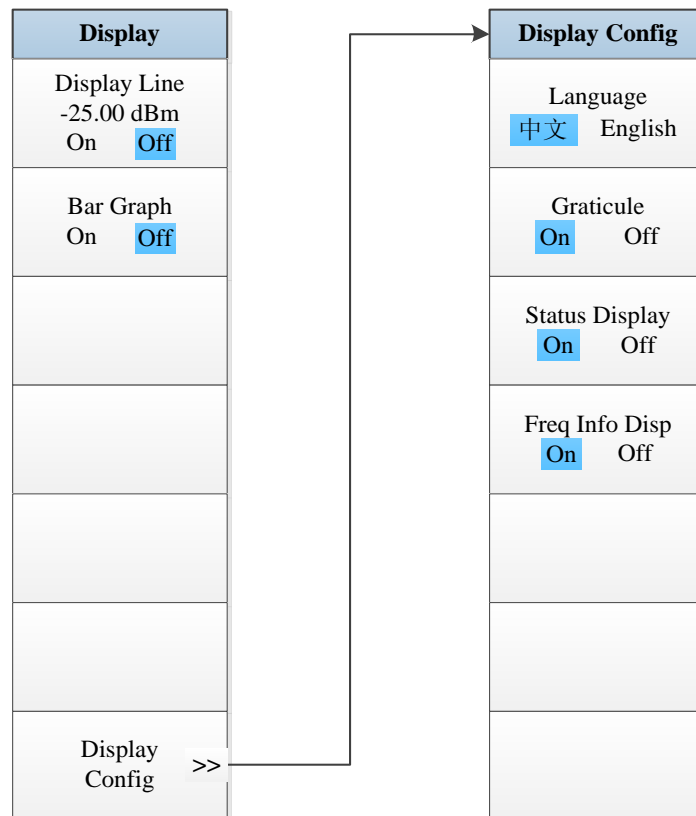 Display
Display Line
-25.00 dBm
On Off
Bar Graph
On Off
Display
Config >>
Display Config
Language
中文 English
Graticule
On Off
Status Display
On Off
Freq Info Disp
On Off